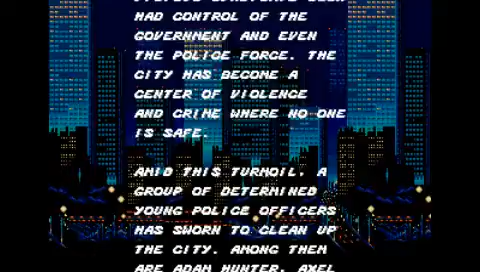 HAD CONTROL OF THE
GOVERNMENT AND EVEN
THE POLICE FORCE. THE
CITY HAS BECOME A
CENTER OF VIOLENCE
AND CRIME WHERE NO ONE
IS SAFE.
AMID THIS TURMOIL, A
GROUP OF DETERMINED
YOUNG POLICE OFFICERS
HAS SWORN TO CLEAN UP
THE CITY. AMONG THEM
ARE ADAM HUNTER, AXEL